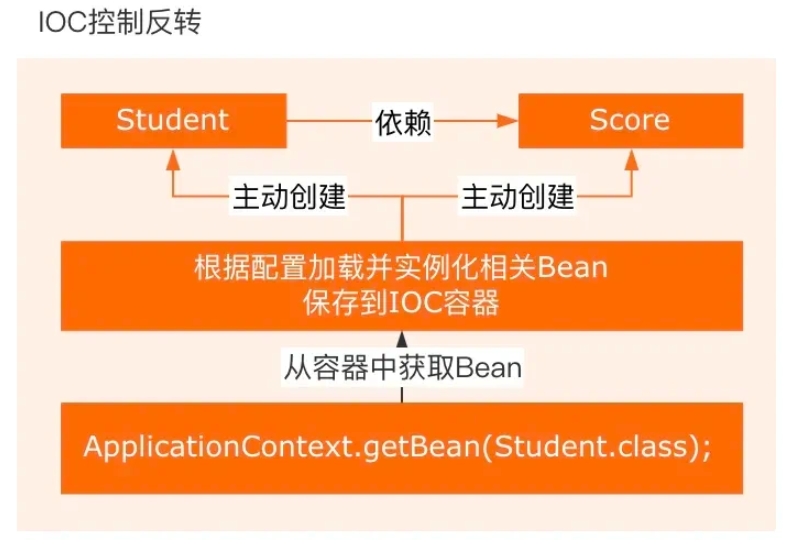 IOC控制反转
Student
依赖
Score
主动创建
主动创建
根据配置加载并实例化相关Bean
保存到IOC容器
从容器中获取Bean
ApplicationContext.getBean(Student.class);